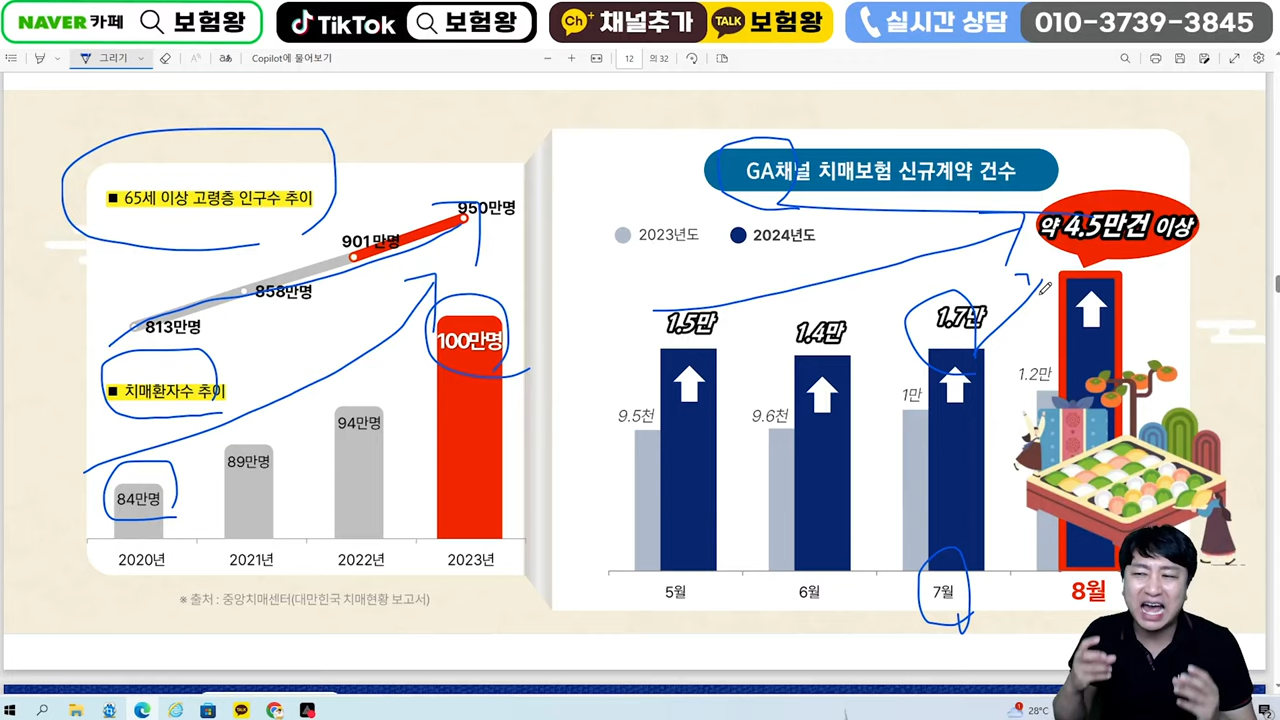 NAVER 카페 보험왕
TikTok 보험왕
Ch+ 채널추가 TALK 보험왕
실시간 상담 010-3739-3845
그리기
aあ
Copilot에 물어보기
12 의 32
■ 65세 이상 고령층 인구수 추이
950만명
901만명
858만명
813만명
■ 치매환자수 추이
100만명
94만명
89만명
84만명
2020년 2021년 2022년 2023년
※ 출처 : 중앙치매센터(대만힌국 치매현황 보고서)
GA채널 치매보험 신규계약 건수
2023년도 2024년도
약 4.5만건 이상
1.5만 1.4만 1.7만
9.5천 9.6천 1만 1.2만
5월 6월 7월 8월
28°C